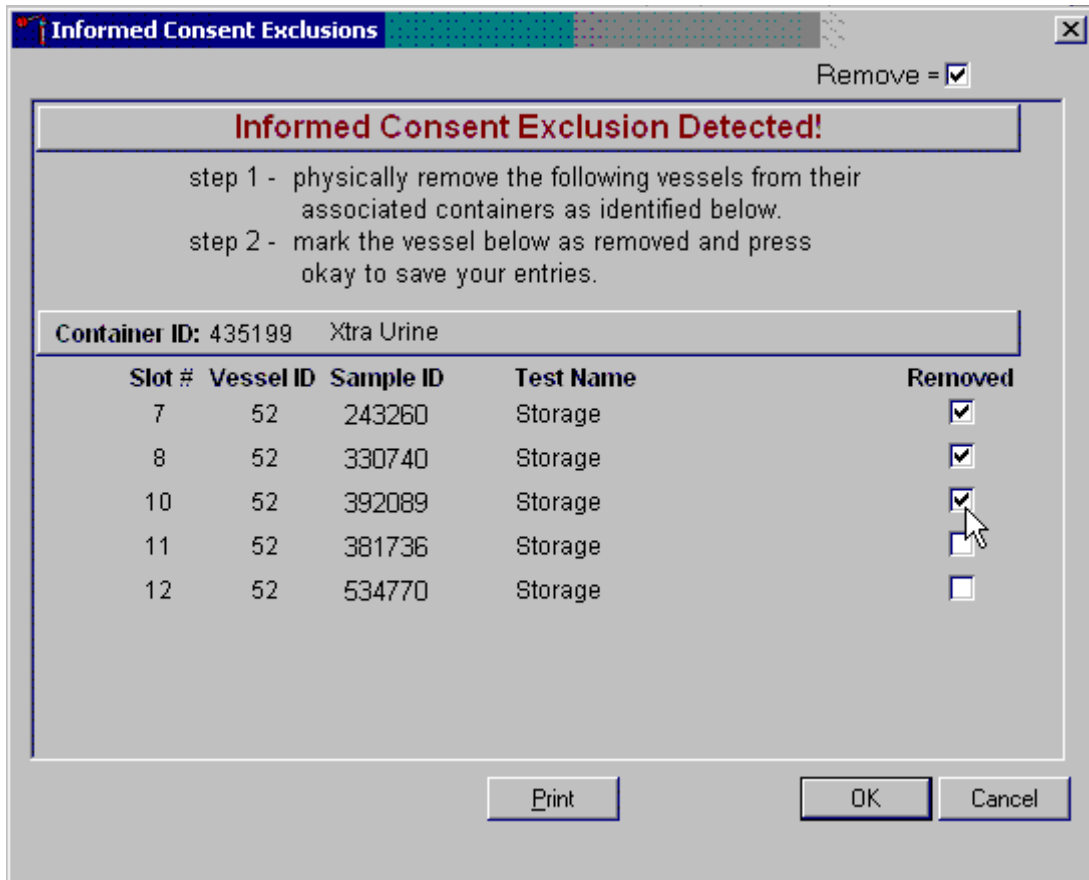 Informed Consent Exclusions
Remove =
Informed Consent Exclusion Detected!
step 1 - physically remove the following vessels from their
associated containers as identified below.
step 2 - mark the vessel below as removed and press
okay to save your entries.
Container ID: 435199 Xtra Urine
Slot # Vessel ID Sample ID Test Name Removed
7 52 243260 Storage
8 52 330740 Storage
10 52 392089 Storage
11 52 381736 Storage
12 52 534770 Storage
Print OK Cancel